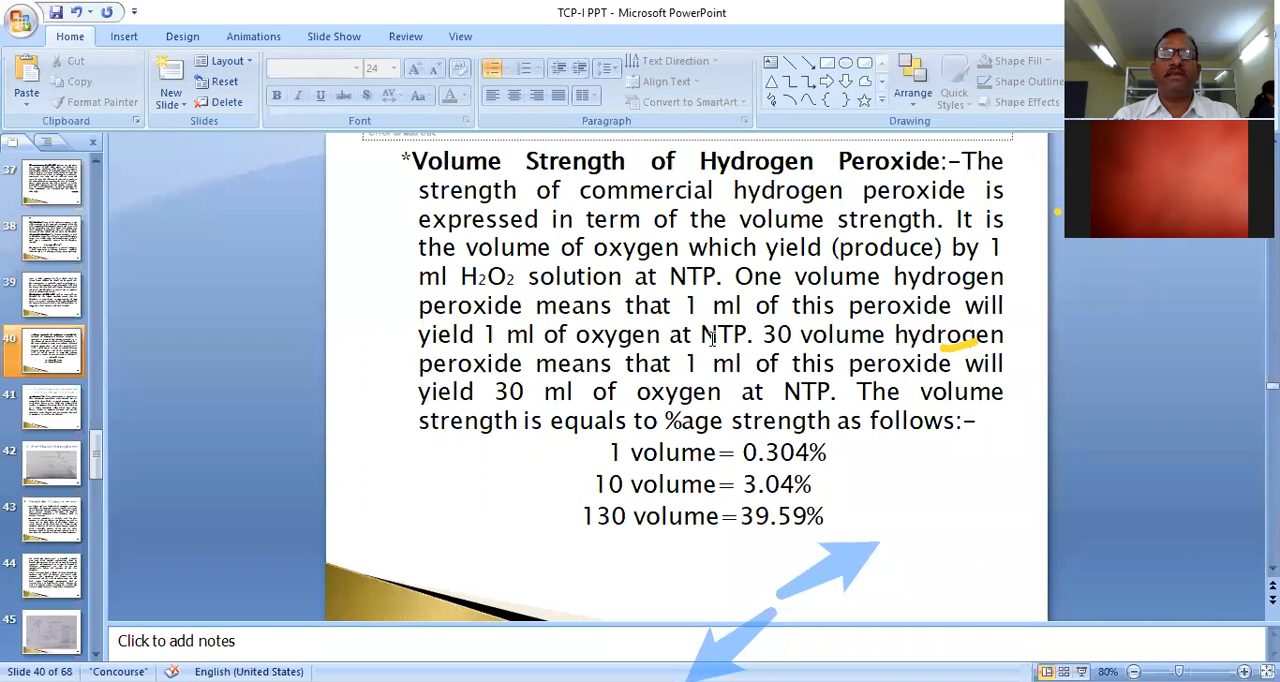 TCP-I PPT - Microsoft PowerPoint
Home Insert Design Animations Slide Show Review View
Paste
Cut
Copy
Format Painter
Clipboard
New Slide
Layout
Reset
Delete
Slides
24
B I U abc S AV Aa A
Font
Text Direction
Align Text
Convert to SmartArt
Paragraph
Arrange
Quick Styles
Shape Fill
Shape Outline
Shape Effects
Drawing
37
38
39
40
41
42
43
44
45
*Volume Strength of Hydrogen Peroxide:-The
strength of commercial hydrogen peroxide is
expressed in term of the volume strength. It is
the volume of oxygen which yield (produce) by 1
ml H₂O₂ solution at NTP. One volume hydrogen
peroxide means that 1 ml of this peroxide will
yield 1 ml of oxygen at NTP. 30 volume hydrogen
peroxide means that 1 ml of this peroxide will
yield 30 ml of oxygen at NTP. The volume
strength is equals to %age strength as follows:-
1 volume= 0.304%
10 volume= 3.04%
130 volume=39.59%
Click to add notes
Slide 40 of 68 "Concourse" English (United States) 80%